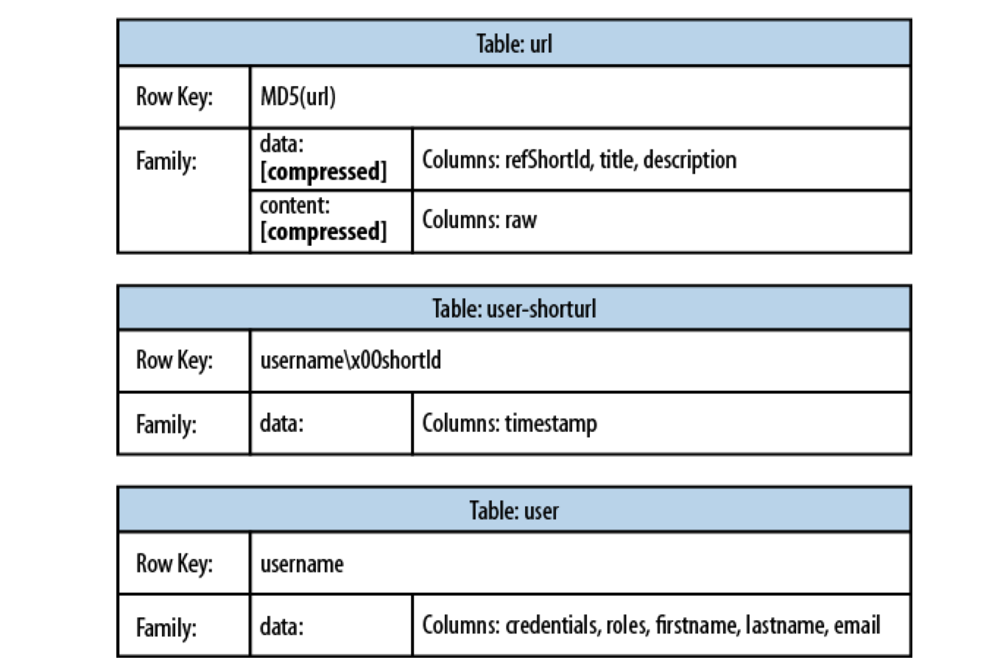 Table: url
Row Key: MD5(url)
Family: data: [compressed] Columns: refShortId, title, description
content: [compressed] Columns: raw
Table: user-shorturl
Row Key: username\x00shortId
Family: data: Columns: timestamp
Table: user
Row Key: username
Family: data: Columns: credentials, roles, firstname, lastname, email